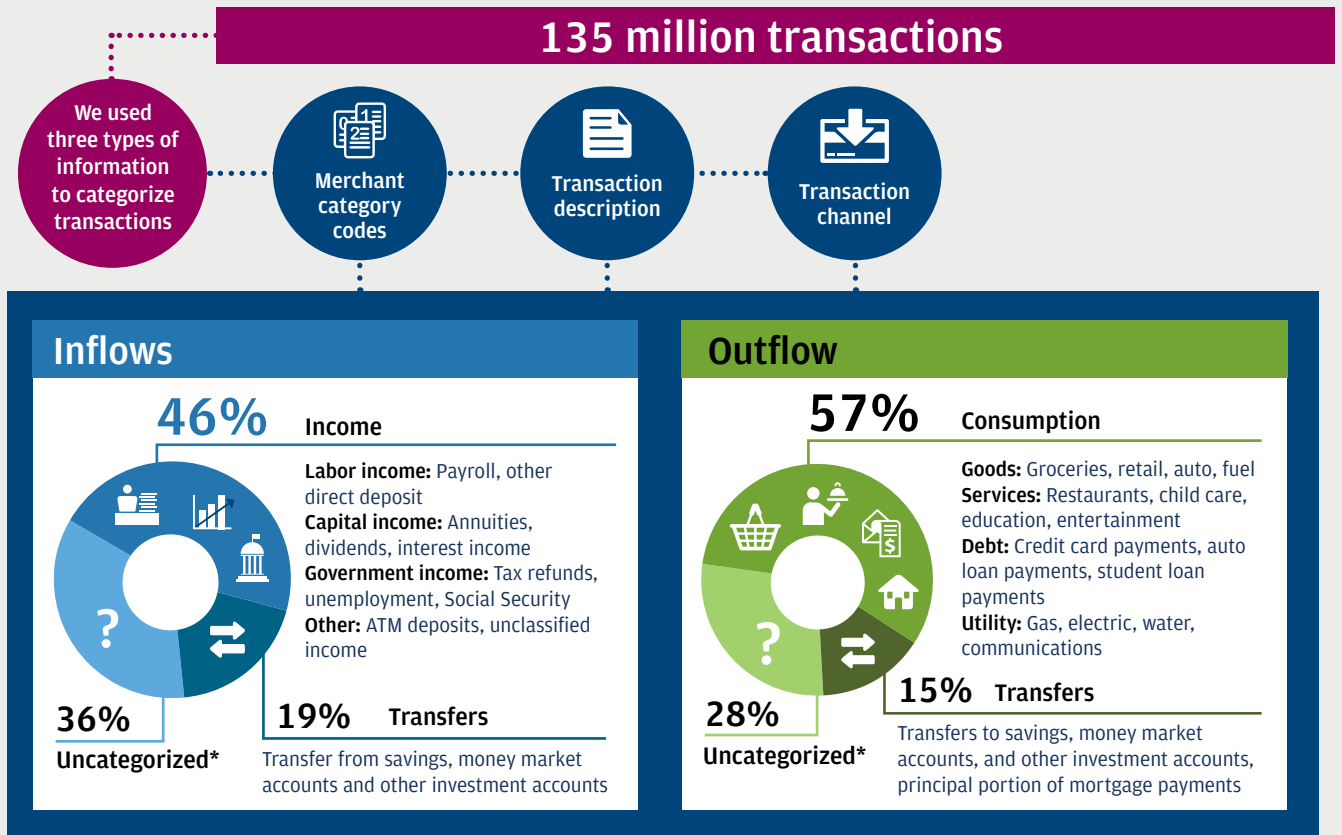 135 million transactions
We used
three types of
information
to categorize
transactions
Merchant
category
codes
Transaction
description
Transaction
channel
Inflows
46% Income
Labor income: Payroll, other
direct deposit
Capital income: Annuities,
dividends, interest income
Government income: Tax refunds,
unemployment, Social Security
Other: ATM deposits, unclassified
income
?
36%
Uncategorized*
19% Transfers
Transfer from savings, money market
accounts and other investment accounts
Outflow
57% Consumption
Goods: Groceries, retail, auto, fuel
Services: Restaurants, child care,
education, entertainment
Debt: Credit card payments, auto
loan payments, student loan
payments
Utility: Gas, electric, water,
communications
$
?
28%
Uncategorized*
15% Transfers
Transfers to savings, money market
accounts, and other investment accounts,
principal portion of mortgage payments